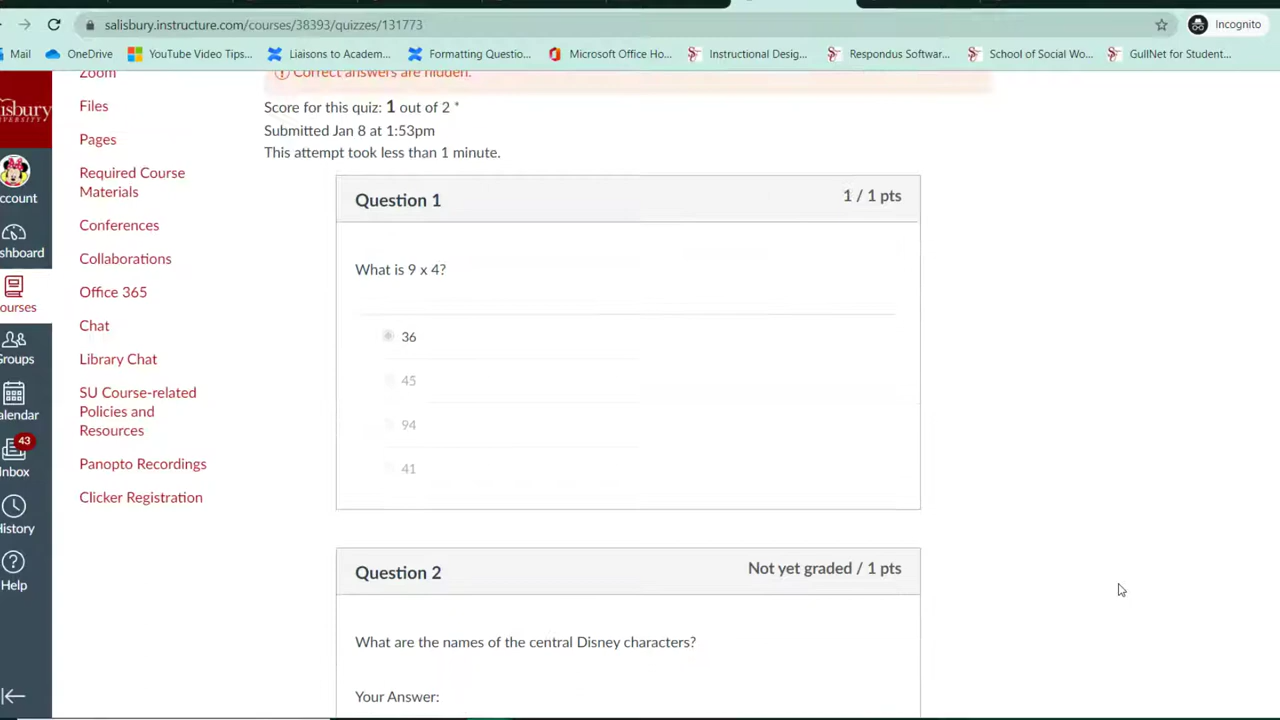 salisbury.instructure.com/courses/38393/quizzes/131773
Incognito
Mail
OneDrive
YouTube Video Tips...
Liaisons to Academ...
Formatting Questio...
Microsoft Office Ho...
Instructional Desig...
Respondus Softwar...
School of Social Wo...
GullNet for Student...
Zoom
Files
Pages
Required Course
Materials
Conferences
Collaborations
Office 365
Chat
Library Chat
SU Course-related
Policies and
Resources
Panopto Recordings
Clicker Registration
lisbury
IVERSITY
ccount
shboard
ourses
Groups
alendar
43
Inbox
History
Help
Correct answers are hidden.
Score for this quiz: 1 out of 2 *
Submitted Jan 8 at 1:53pm
This attempt took less than 1 minute.
Question 1
1 / 1 pts
What is 9 x 4?
36
45
94
41
Question 2
Not yet graded / 1 pts
What are the names of the central Disney characters?
Your Answer: